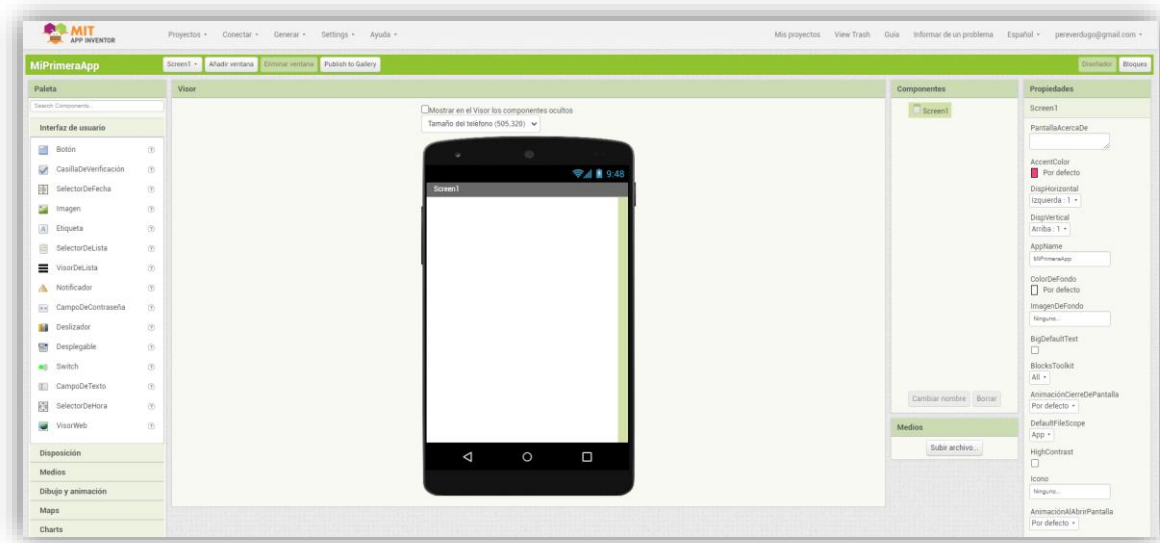 MIT
APP INVENTOR
Proyectos
Conectar
Generar
Settings
Ayuda
Mis proyectos
View Trash
Guía
Informar de un problema
Español
pereverdugo@gmail.com
MiPrimeraApp
Screen1
Añadir ventana
Eliminar ventana
Publish to Gallery
Diseñador
Bloques
Paleta
Search Components...
Interfaz de usuario
Botón
CasillaDeVerificación
SelectorDeFecha
Imagen
Etiqueta
SelectorDeLista
VisorDeLista
Notificador
CampoDeContraseña
Deslizador
Desplegable
Switch
CampoDeTexto
SelectorDeHora
VisorWeb
Disposición
Medios
Dibujo y animación
Maps
Charts
Visor
Mostrar en el Visor los componentes ocultos
Tamaño del teléfono (505,320)
9:48
Screen1
Componentes
Screen1
Cambiar nombre
Borrar
Medios
Subir archivo...
Propiedades
Screen1
PantallaAcercaDe
AccentColor
Por defecto
DispHorizontal
Izquierda : 1
DispVertical
Arriba : 1
AppName
MiPrimeraApp
ColorDeFondo
Por defecto
ImagenDeFondo
Ninguno...
BigDefaultText
BlocksToolkit
All
AnimaciónCierreDePantalla
Por defecto
DefaultFileScope
App
HighContrast
Icono
Ninguno...
AnimaciónAlAbrirPantalla
Por defecto